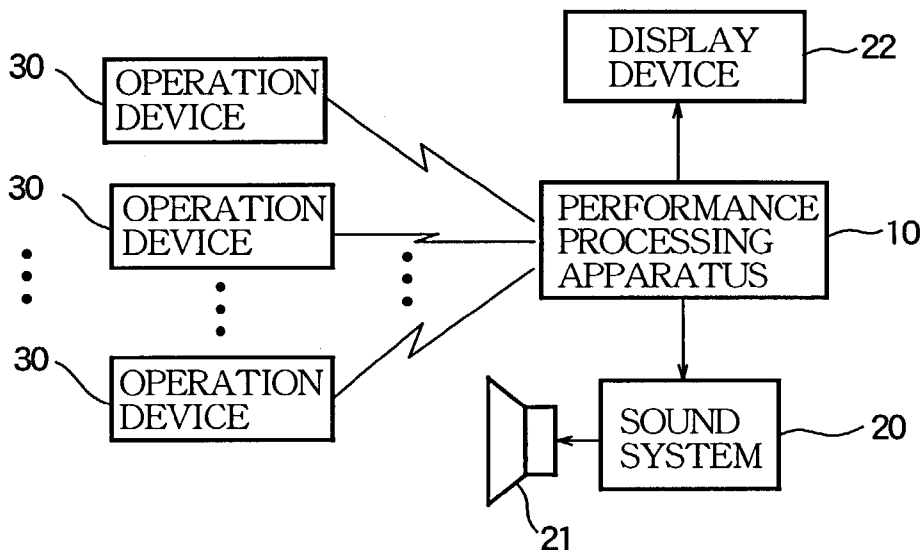 30
OPERATION
DEVICE
30
OPERATION
DEVICE
30
OPERATION
DEVICE
DISPLAY
DEVICE
22
PERFORMANCE
PROCESSING
APPARATUS
10
SOUND
SYSTEM
20
21